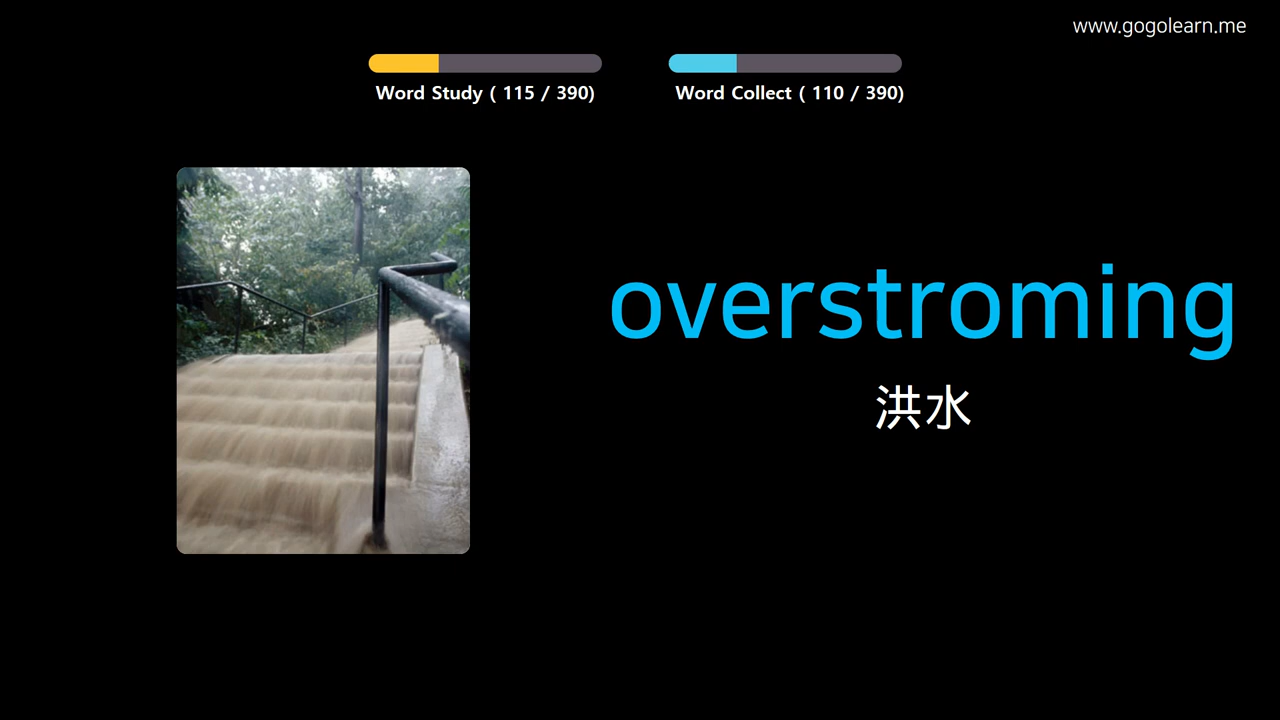 www.gogolearn.me
Word Study ( 115 / 390)
Word Collect ( 110 / 390)
overstroming
洪水